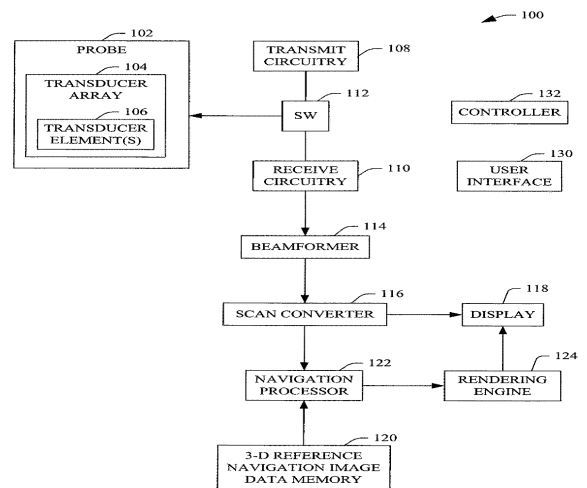 100
102
PROBE
104
TRANSDUCER
ARRAY
106
TRANSDUCER
ELEMENT(S)
108
TRANSMIT
CIRCUITRY
112
SW
132
CONTROLLER
110
RECEIVE
CIRCUITRY
130
USER
INTERFACE
114
BEAMFORMER
116
SCAN CONVERTER
118
DISPLAY
122
NAVIGATION
PROCESSOR
124
RENDERING
ENGINE
120
3-D REFERENCE
NAVIGATION IMAGE
DATA MEMORY